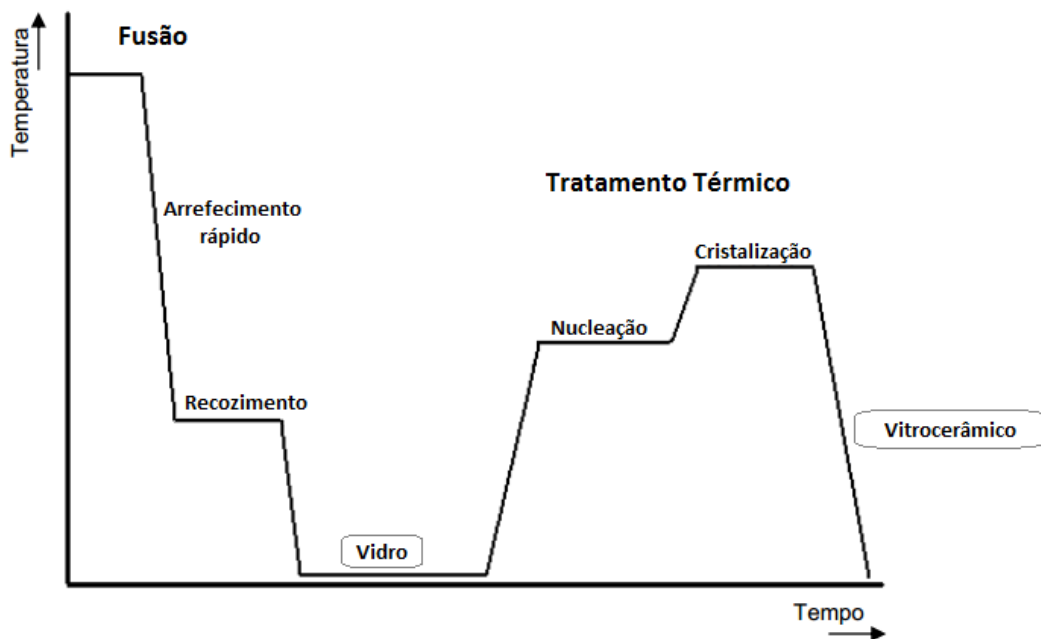 Temperatura
Fusão
Arrefecimento
rápido
Recozimento
Vidro
Tratamento Térmico
Nucleação
Cristalização
Vitrocerâmico
Tempo